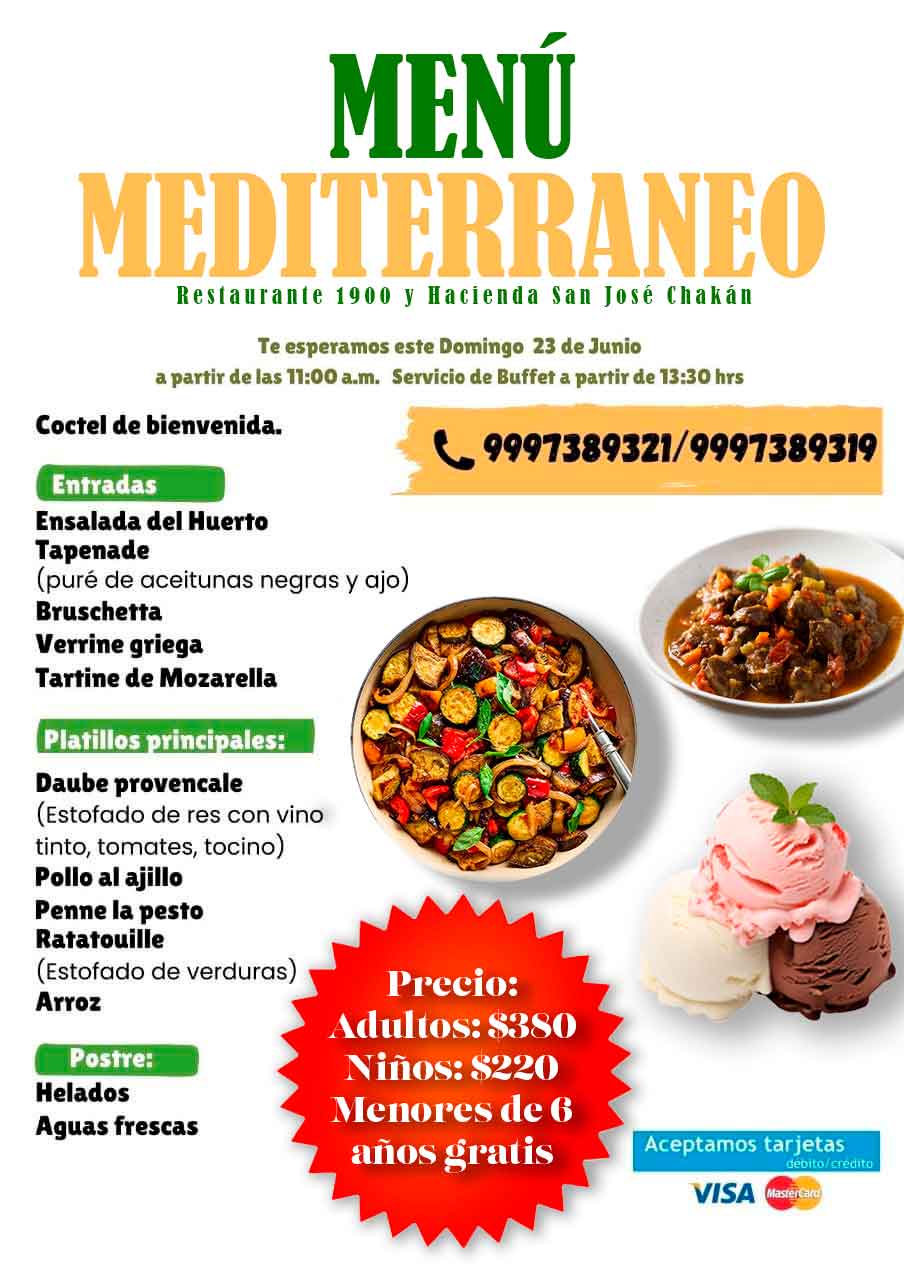 MENÚ
MEDITERRANEO
Restaurante 1900 y Hacienda San José Chakán
Te esperamos este Domingo 23 de Junio
a partir de las 11:00 a.m. Servicio de Buffet a partir de 13:30 hrs
Coctel de bienvenida.
9997389321/9997389319
Entradas
Ensalada del Huerto
Tapenade
(puré de aceitunas negras y ajo)
Bruschetta
Verrine griega
Tartine de Mozarella
Platillos principales:
Daube provencale
(Estofado de res con vino
tinto, tomates, tocino)
Pollo al ajillo
Penne la pesto
Ratatouille
(Estofado de verduras)
Arroz
Postre:
Helados
Aguas frescas
Precio:
Adultos: $380
Niños: $220
Menores de 6
años gratis
Aceptamos tarjetas
débito/crédito
VISA MasterCard